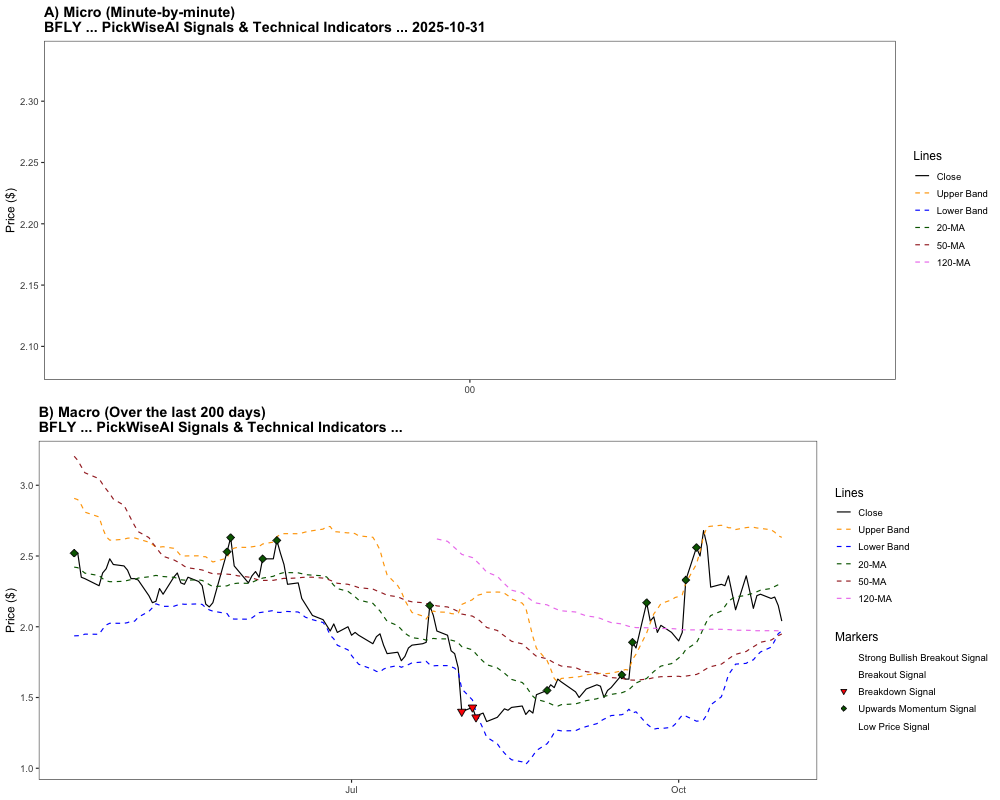 A) Micro (Minute-by-minute)
BFLY ... PickWiseAI Signals & Technical Indicators ... 2025-10-31
Price ($)
2.30
2.25
2.20
2.15
2.10
00
Lines
Close
Upper Band
Lower Band
20-MA
50-MA
120-MA
B) Macro (Over the last 200 days)
BFLY ... PickWiseAI Signals & Technical Indicators ...
Price ($)
3.0
2.5
2.0
1.5
1.0
Jul
Oct
Lines
Close
Upper Band
Lower Band
20-MA
50-MA
120-MA
Markers
Strong Bullish Breakout Signal
Breakout Signal
Breakdown Signal
Upwards Momentum Signal
Low Price Signal